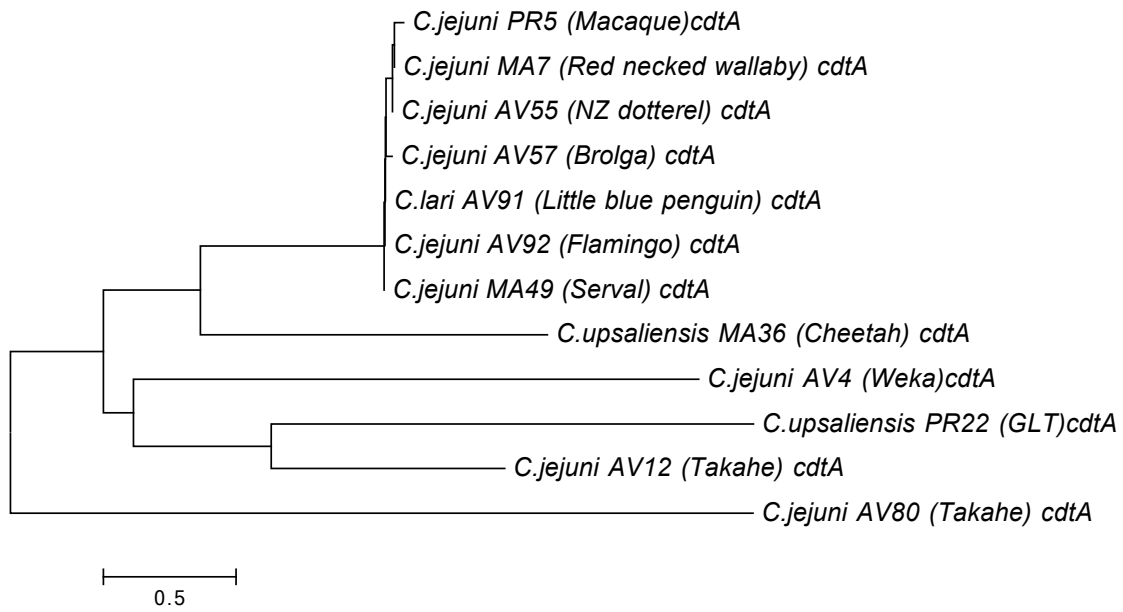 C.jejuni PR5 (Macaque)cdtA
C.jejuni MA7 (Red necked wallaby) cdtA
C.jejuni AV55 (NZ dotterel) cdtA
C.jejuni AV57 (Brolga) cdtA
C.lari AV91 (Little blue penguin) cdtA
C.jejuni AV92 (Flamingo) cdtA
C.jejuni MA49 (Serval) cdtA
C.upsaliensis MA36 (Cheetah) cdtA
C.jejuni AV4 (Weka)cdtA
C.upsaliensis PR22 (GLT)cdtA
C.jejuni AV12 (Takahe) cdtA
C.jejuni AV80 (Takahe) cdtA
0.5